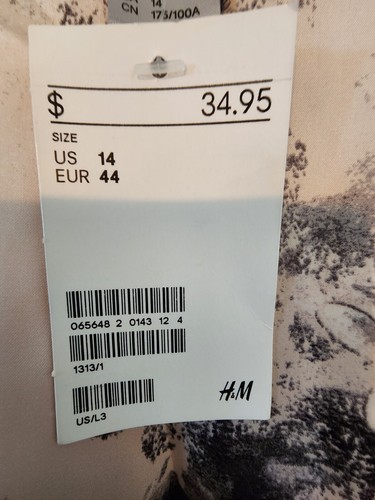 14
CN 175/100A
$ 34.95
SIZE
US 14
EUR 44
065648 2 0143 12 4
1313/1
H&M
US/L3